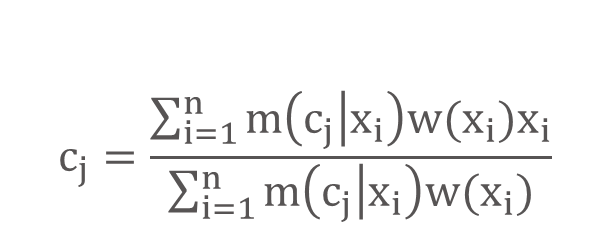 c_j = \frac{\sum_{i=1}^{n} m(c_j|x_i)w(x_i)x_i}{\sum_{i=1}^{n} m(c_j|x_i)w(x_i)}